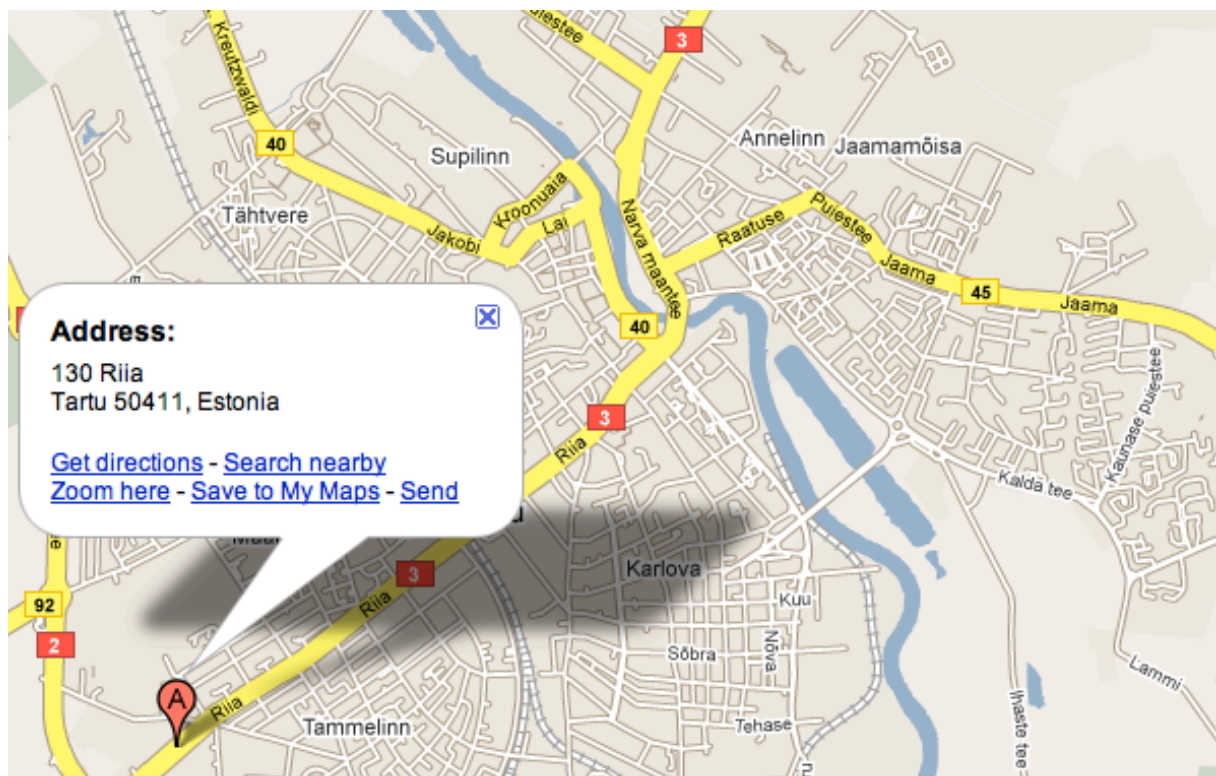 Kreutzwaldi
Puiestee
3
40
Supilinn
Annelinn
Jaamamõisa
Tähtvere
Kroonuaia
Lai
Jakobi
Narva maantee
Raatuse
Puiestee
Jaama
45
Jaama
40
Address:
130 Riia
Tartu 50411, Estonia
Get directions - Search nearby
Zoom here - Save to My Maps - Send
3
Riia
Kalda tee
Kaunase puiestee
3
Riia
Karlova
92
2
Kuu
Sõbra
Nõva
Tehase
A
Riia
Tammelinn
Ihaste tee
Lammi